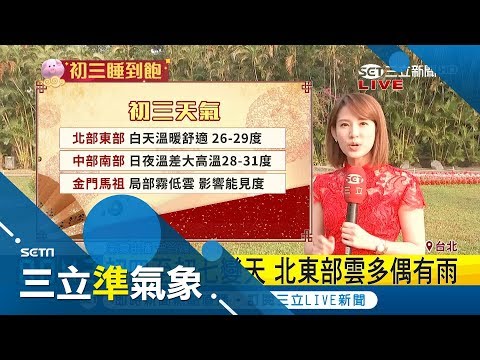 初三睡到飽
SET 三立新聞
LIVE
初三天氣
北部東部 白天溫暖舒適 26-29度
中部南部 日夜溫差大高溫28-31度
金門馬祖 局部霧低雲 影響能見度
台北
變天 北東部雲多偶有雨
SETN
三立準氣象
三立LIVE新聞